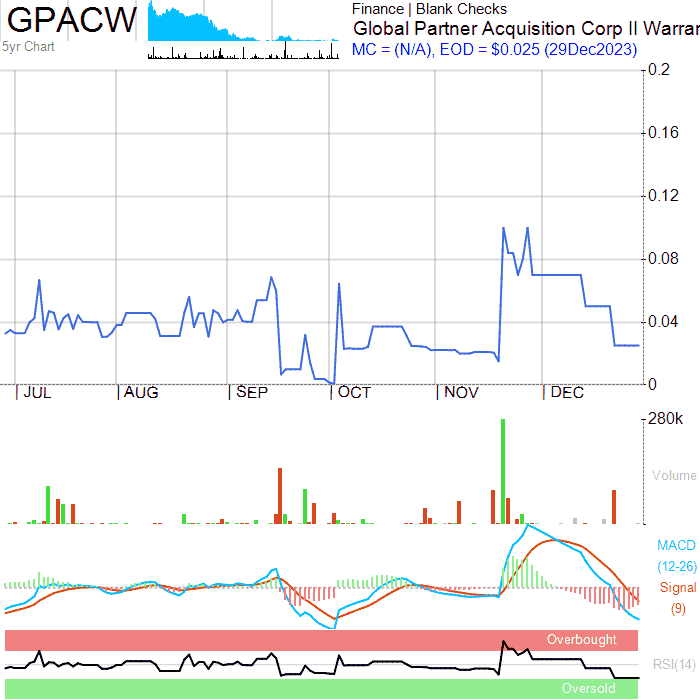 GPACW
5yr Chart
Finance | Blank Checks
Global Partner Acquisition Corp II Warran
MC = (N/A), EOD = $0.025 (29Dec2023)
0.2
0.16
0.12
0.08
0.04
0
JUL AUG SEP OCT NOV DEC
280k
Volume
MACD
(12-26)
Signal
(9)
Overbought
RSI(14)
Oversold